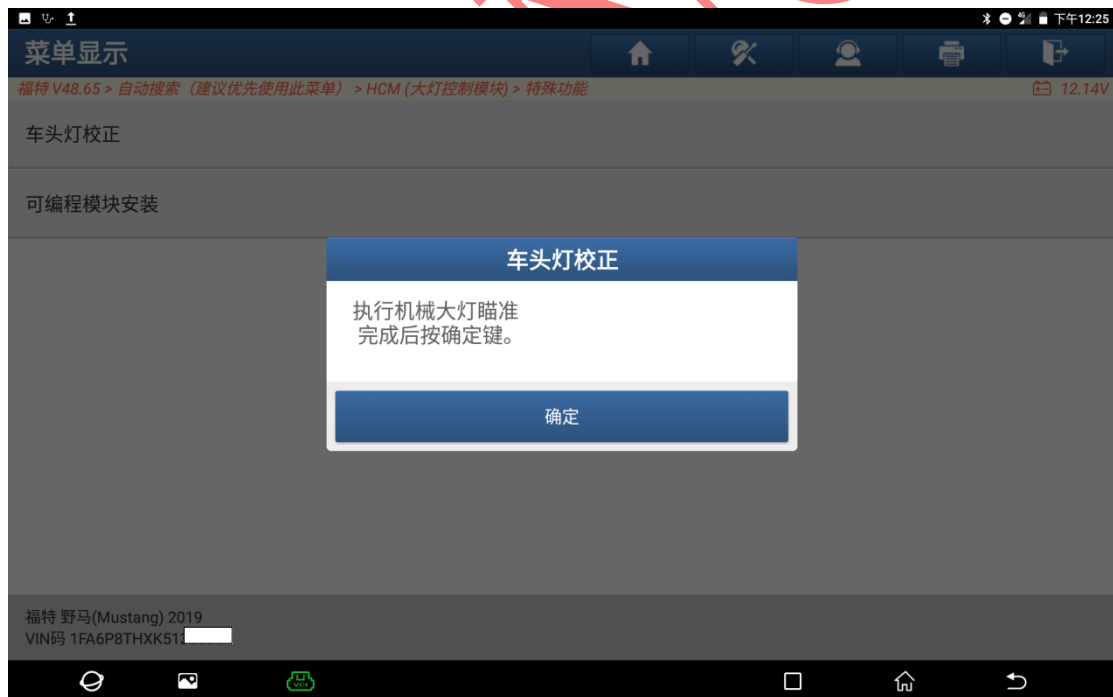 下午12:25
菜单显示
福特 V48.65 > 自动搜索（建议优先使用此菜单）> HCM (大灯控制模块) > 特殊功能
12.14V
车头灯校正
可编程模块安装
车头灯校正
执行机械大灯瞄准
完成后按确定键。
确定
福特 野马(Mustang) 2019
VIN码 1FA6P8THXK51
VCI